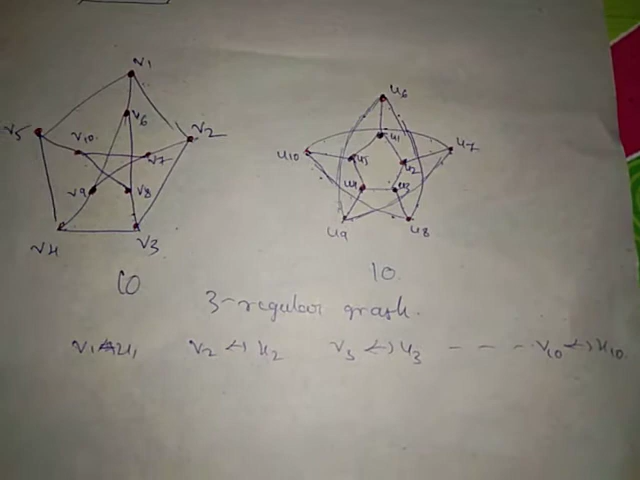 v1
u6
v6
v5
v10
v2
u1
u7
v7
u10
u5
u2
v9
v8
u4
u3
v4
v3
u9
u8
10
10
3-regular graph.
v1 ↔ u1 v2 ↔ u2 v3 ↔ u3 - - - - v10 ↔ u10